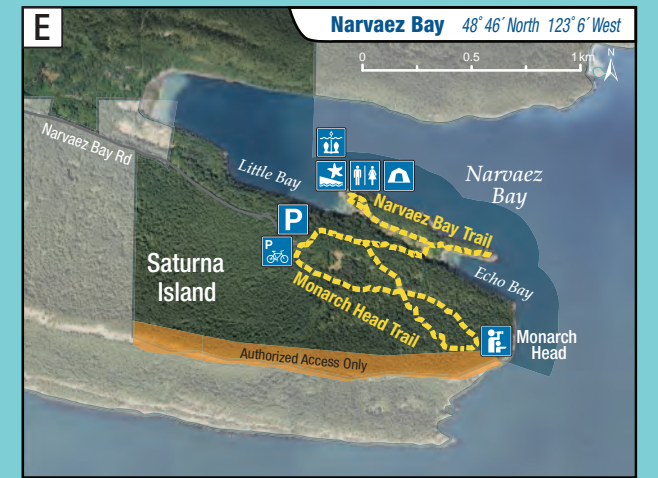 E
Narvaez Bay 48° 46´ North 123° 6´ West
0 0.5 1 km
N
Narvaez Bay Rd
Little Bay
Narvaez
Bay
Narvaez Bay Trail
P
P
Saturna
Island
Echo Bay
Monarch Head Trail
Monarch
Head
Authorized Access Only